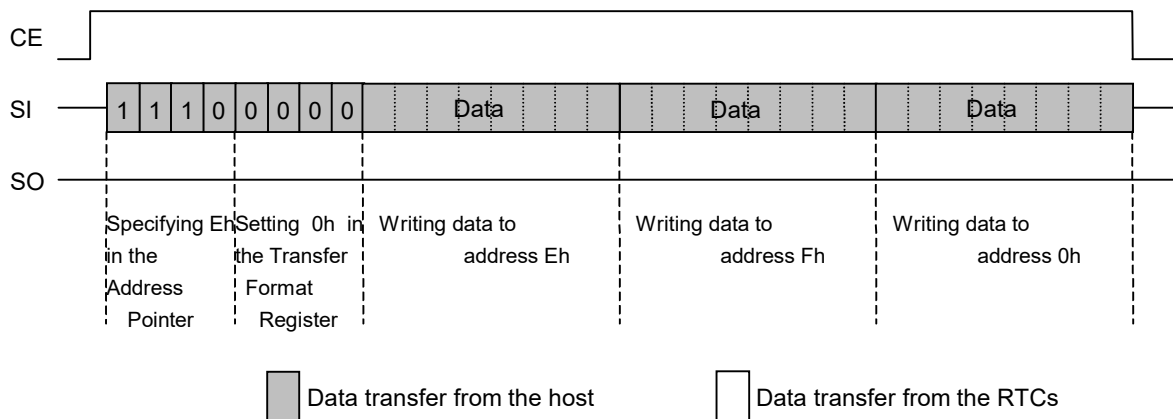 CE
SI 1 1 1 0 0 0 0 0 Data Data Data
SO
Specifying Eh Setting 0h in Writing data to Writing data to Writing data to
in the the Transfer address Eh address Fh address 0h
Address Format
Pointer Register
Data transfer from the host Data transfer from the RTCs